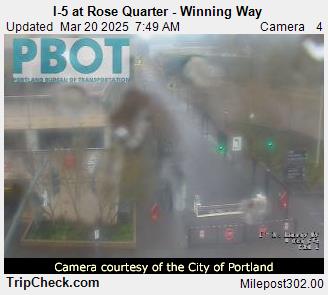 I-5 at Rose Quarter - Winning Way
Updated Mar 20 2025 7:49 AM Camera 4
PBOT
PORTLAND BUREAU OF TRANSPORTATION
Camera courtesy of the City of Portland
TripCheck.com Milepost302.00